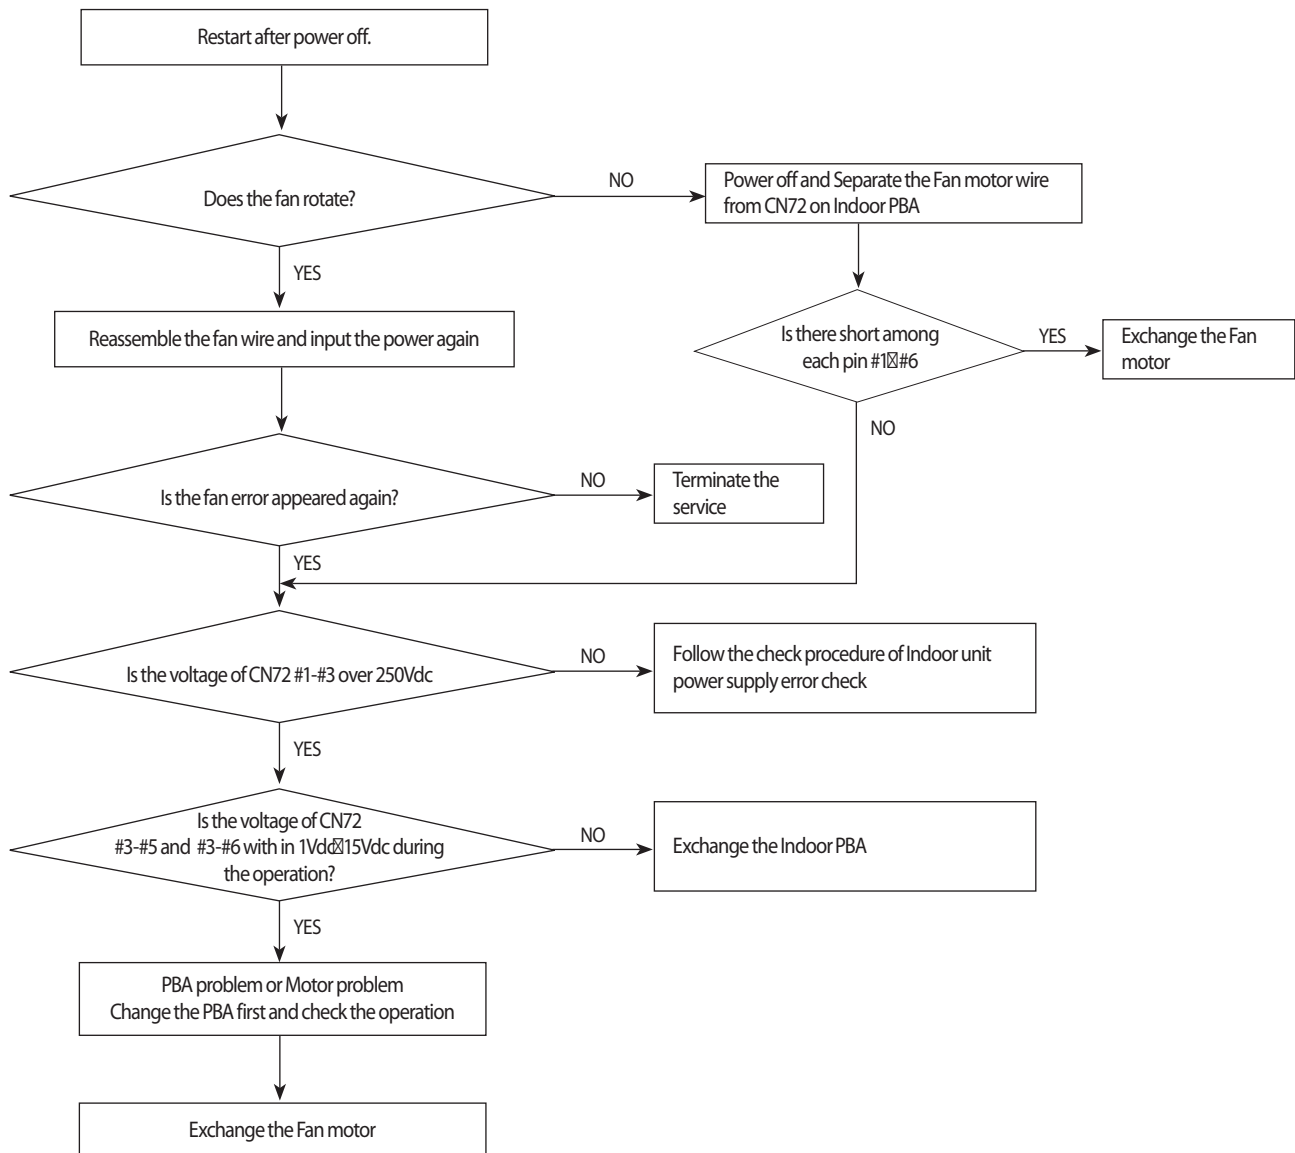 Restart after power off.
Does the fan rotate?
NO
Power off and Separate the Fan motor wire
from CN72 on Indoor PBA
YES
Reassemble the fan wire and input the power again
Is there short among
each pin #1☒#6
YES
Exchange the Fan
motor
NO
Is the fan error appeared again?
NO
Terminate the
service
YES
Is the voltage of CN72 #1-#3 over 250Vdc
NO
Follow the check procedure of Indoor unit
power supply error check
YES
Is the voltage of CN72
#3-#5 and #3-#6 with in 1Vdc☒15Vdc during
the operation?
NO
Exchange the Indoor PBA
YES
PBA problem or Motor problem
Change the PBA first and check the operation
Exchange the Fan motor